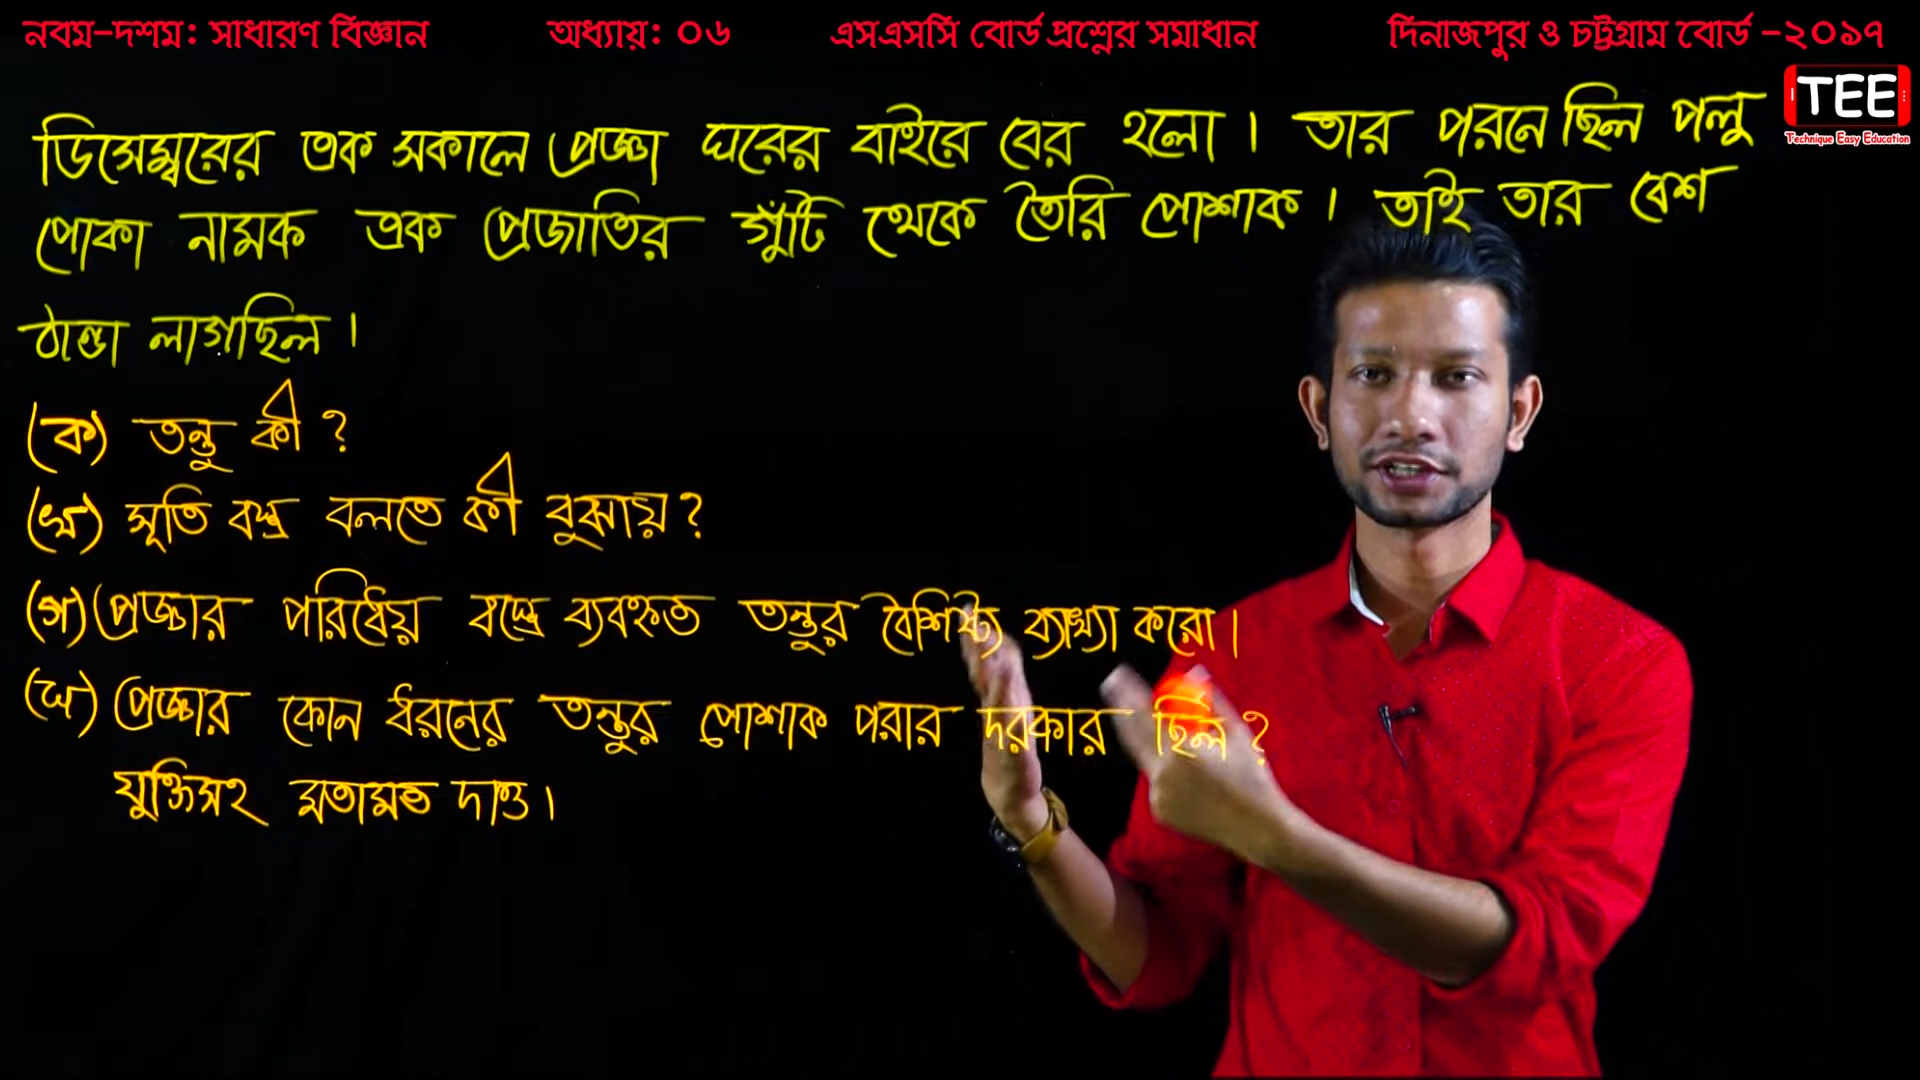 নবম-দশম: সাধারণ বিজ্ঞান অধ্যায়: ০৬ এসএসসি বোর্ড প্রশ্নের সমাধান দিনাজপুর ও চট্টগ্রাম বোর্ড -২০১৭
TEE
Technique Easy Education
ডিসেম্বরের এক সকালে প্রজ্ঞা ঘরের বাইরে বের হলো। তার পরনে ছিল পলু
পোকা নামক এক প্রজাতির গুঁটি থেকে তৈরি পোশাক। তাই তার বেশ
ঠান্ডা লাগছিল।
(ক) তন্তু কী?
(খ) সূতি বস্ত্র বলতে কী বুঝায়?
(গ) প্রজ্ঞার পরিধেয় বস্ত্রে ব্যবহৃত তন্তুর বৈশিষ্ট্য ব্যাখ্যা করো।
(ঘ) প্রজ্ঞার কোন ধরনের তন্তুর পোশাক পরার দরকার ছিল?
যুক্তিসহ মতামত দাও।